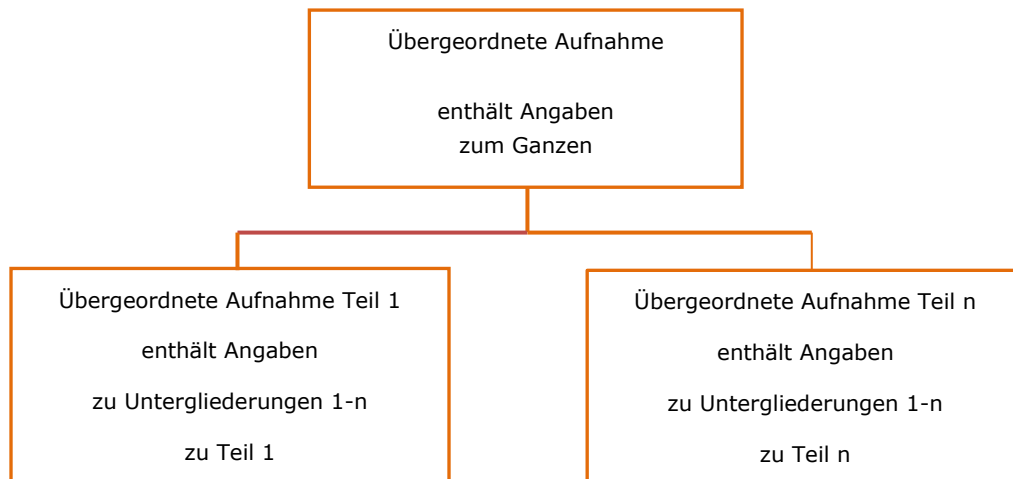 Übergeordnete Aufnahme
enthält Angaben
zum Ganzen
Übergeordnete Aufnahme Teil 1
enthält Angaben
zu Untergliederungen 1-n
zu Teil 1
Übergeordnete Aufnahme Teil n
enthält Angaben
zu Untergliederungen 1-n
zu Teil n